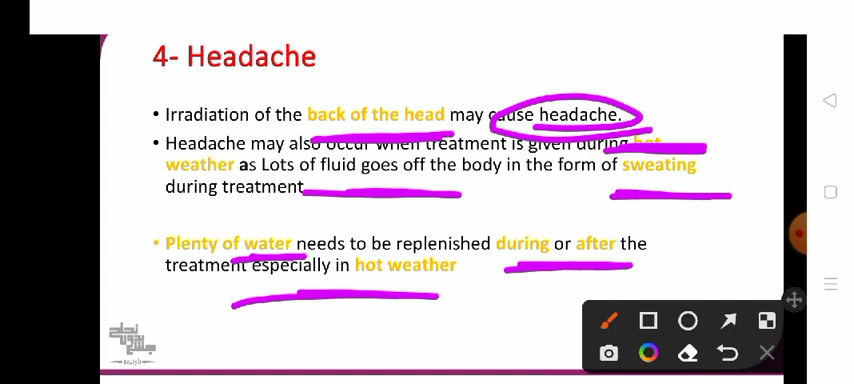 4- Headache
• Irradiation of the back of the head may cause headache.
• Headache may also occur when treatment is given during hot
weather as Lots of fluid goes off the body in the form of sweating
during treatment
• Plenty of water needs to be replenished during or after the
treatment especially in hot weather